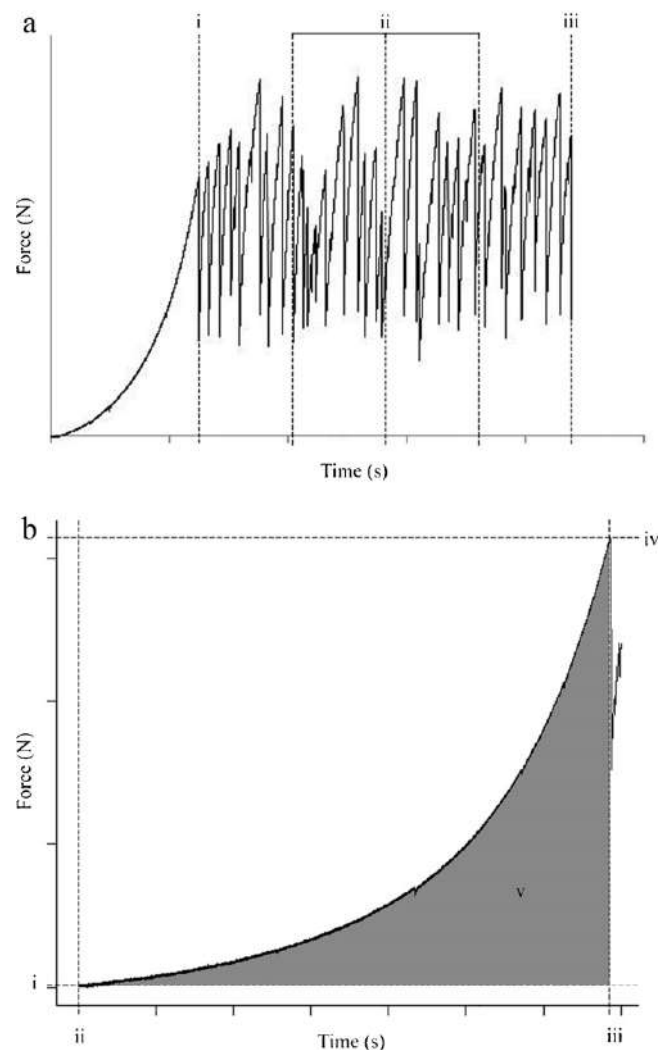 a
i ii iii
Force (N)
Time (s)
b
iv
Force (N)
v
i
ii Time (s) iii